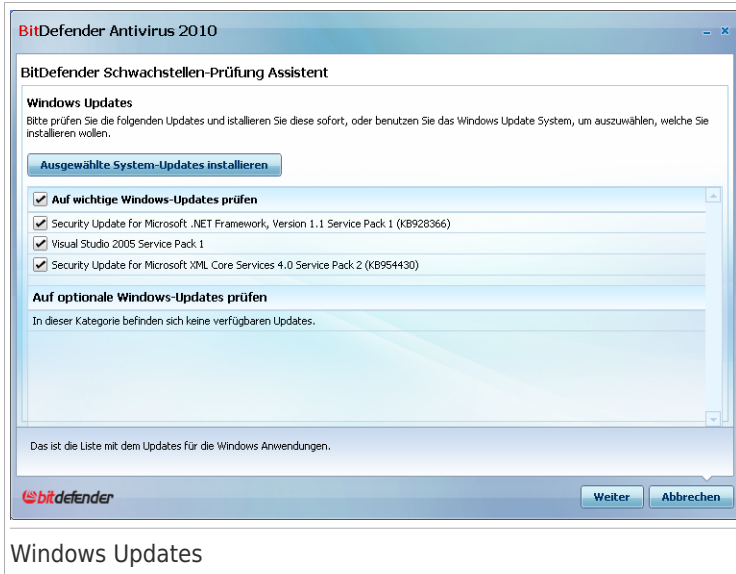 BitDefender Antivirus 2010
BitDefender Schwachstellen-Prüfung Assistent
Windows Updates
Bitte prüfen Sie die folgenden Updates und istallieren Sie diese sofort, oder benutzen Sie das Windows Update System, um auszuwählen, welche Sie
installieren wollen.
Ausgewählte System-Updates installieren
Auf wichtige Windows-Updates prüfen
Security Update for Microsoft .NET Framework, Version 1.1 Service Pack 1 (KB928366)
Visual Studio 2005 Service Pack 1
Security Update for Microsoft XML Core Services 4.0 Service Pack 2 (KB954430)
Auf optionale Windows-Updates prüfen
In dieser Kategorie befinden sich keine verfügbaren Updates.
Das ist die Liste mit dem Updates für die Windows Anwendungen.
bitdefender
Weiter
Abbrechen
Windows Updates